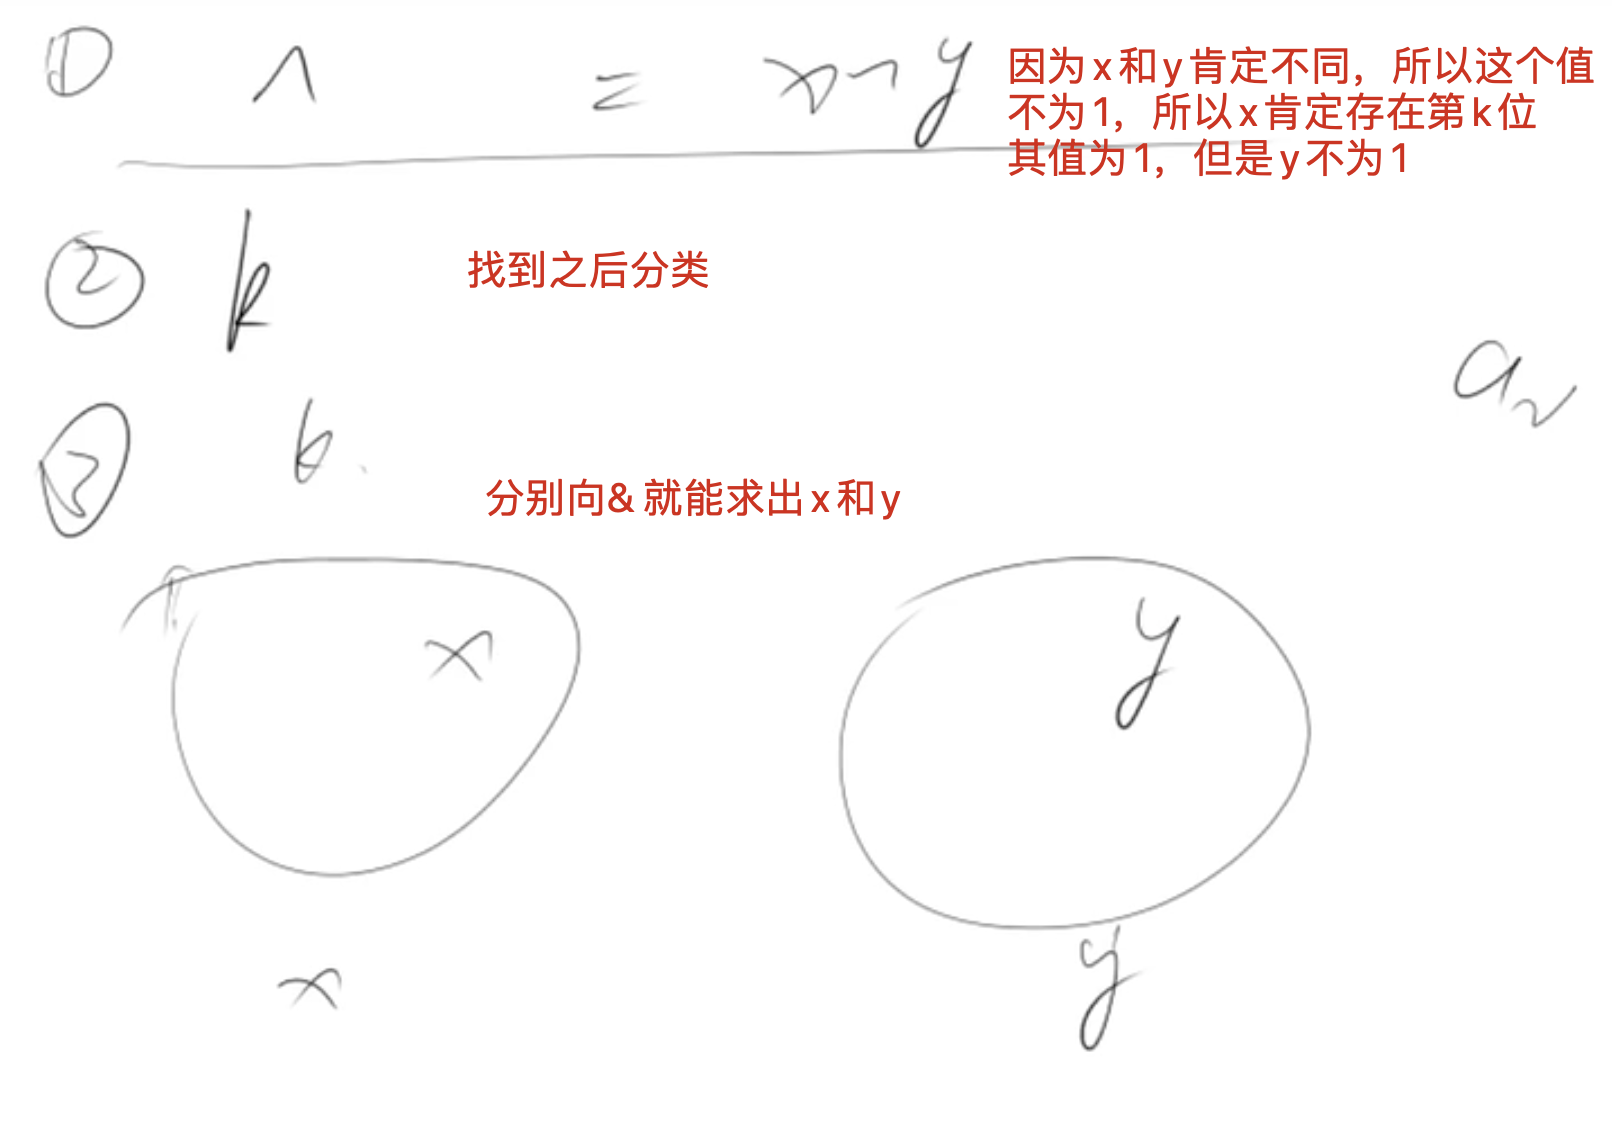 ① ^ = x^y
因为x和y肯定不同，所以这个值
不为1，所以x肯定存在第k位
其值为1，但是y不为1
② k
找到之后分类
③
分别向& 就能求出x和y
x
y
x
y